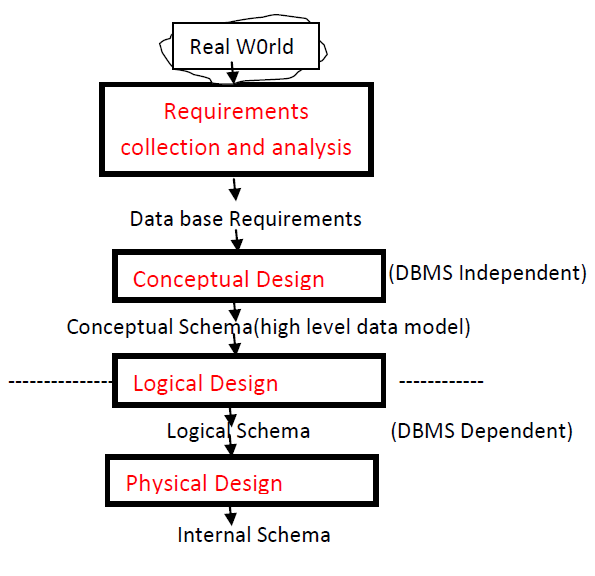 Real W0rld
Requirements
collection and analysis
Data base Requirements
Conceptual Design
(DBMS Independent)
Conceptual Schema(high level data model)
Logical Design
Logical Schema
(DBMS Dependent)
Physical Design
Internal Schema